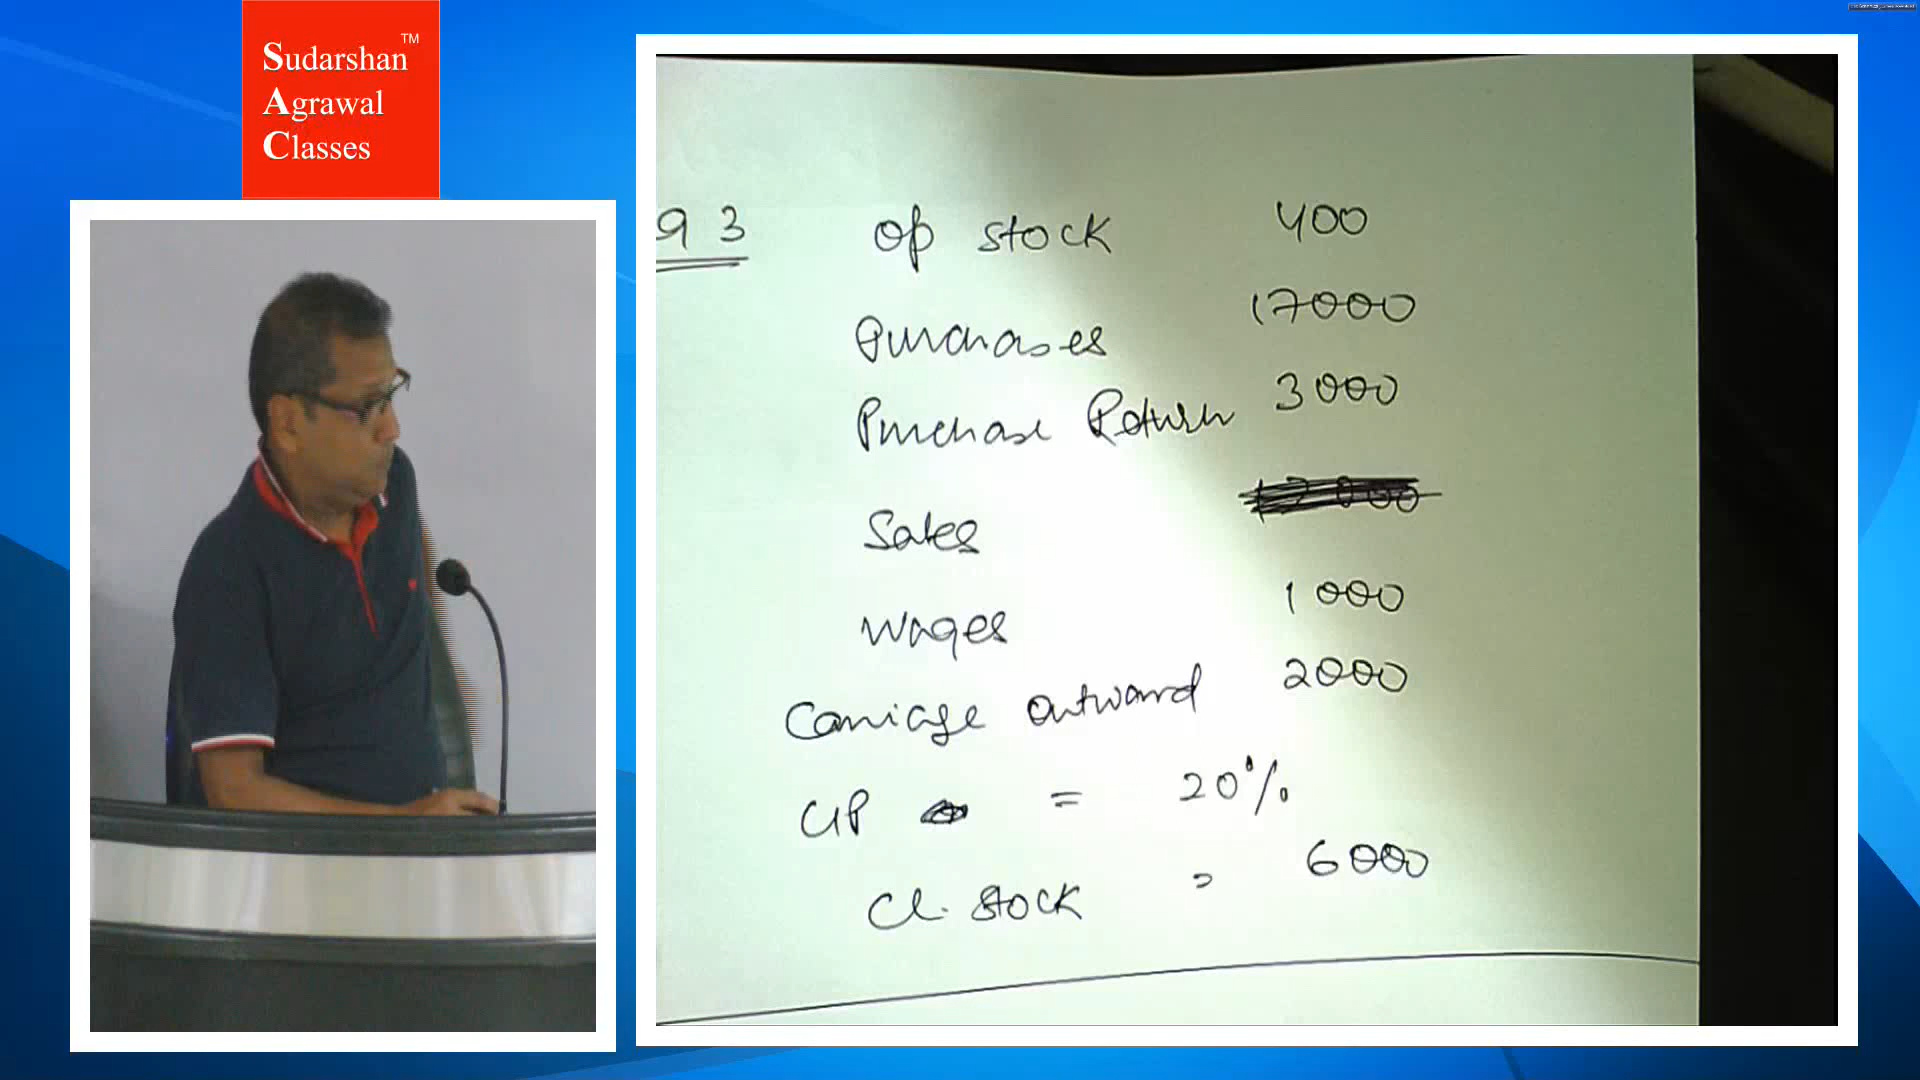 Sudarshan TM
Agrawal
Classes
Q 3 op stock 400
Purchases 17000
Purchase Return 3000
Sales
Wages 1000
Carriage outward 2000
GP = 20%
Cl. Stock = 6000